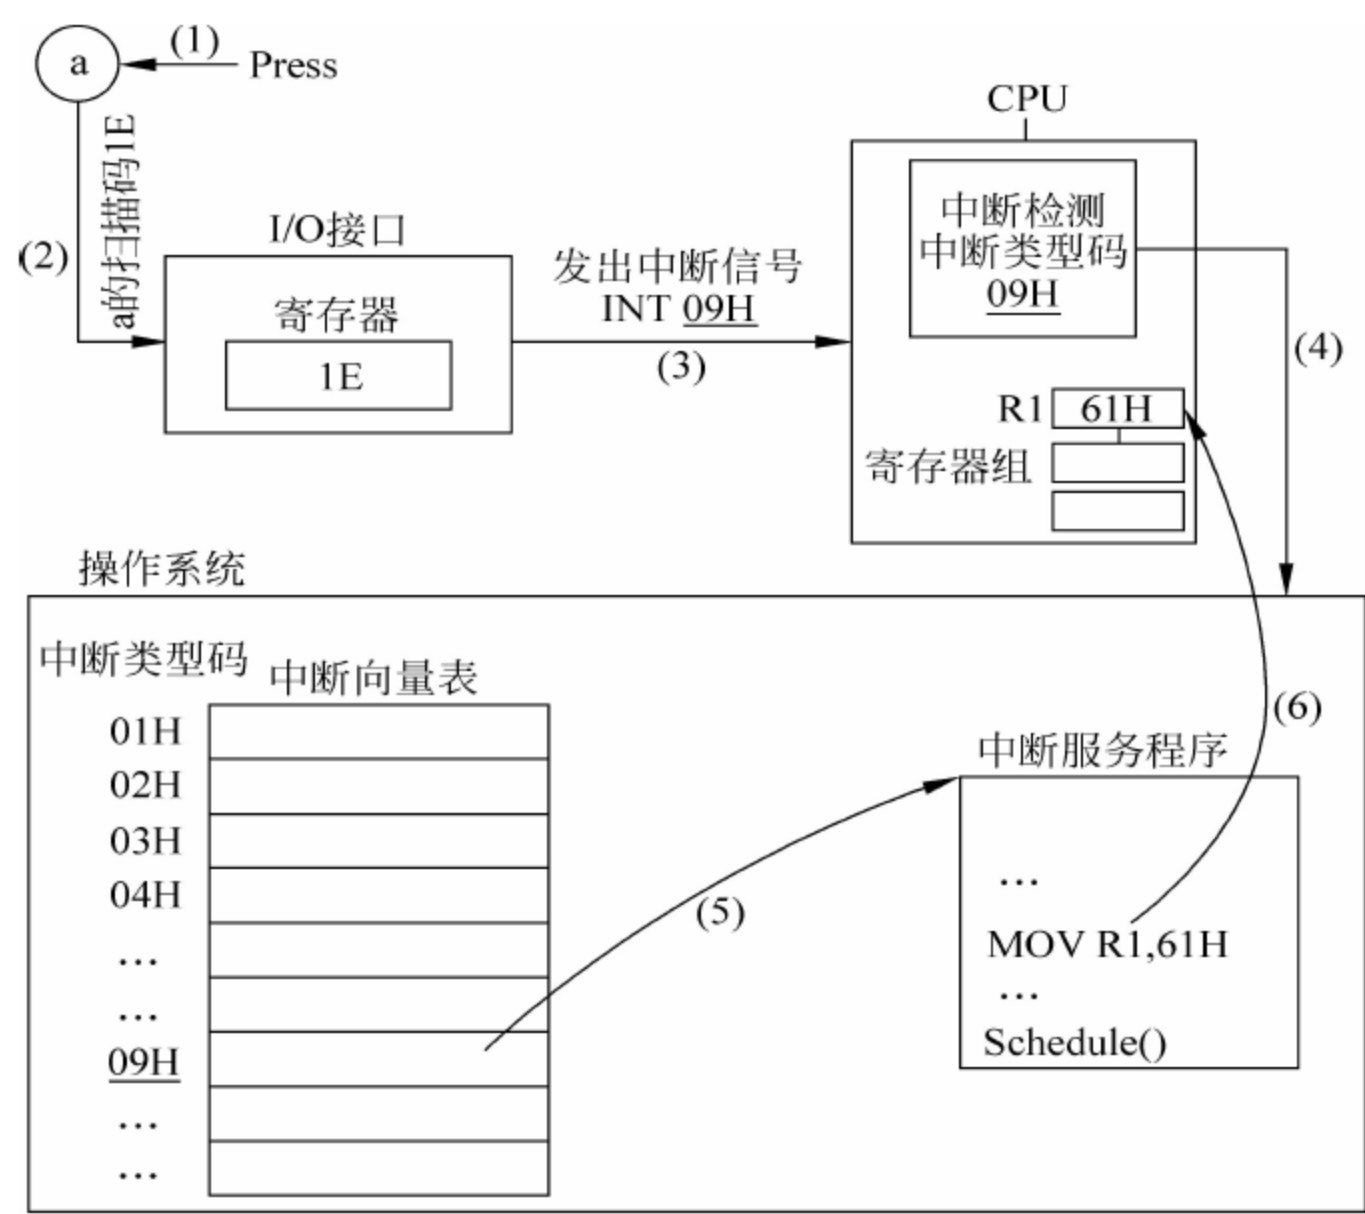 (1)
a
Press
a的扫描码1E
(2)
I/O接口
寄存器
1E
发出中断信号
INT 09H
(3)
CPU
中断检测
中断类型码
09H
(4)
R1
61H
寄存器组
操作系统
中断类型码
中断向量表
01H
02H
03H
04H
…
…
09H
…
…
(5)
(6)
中断服务程序
…
MOV R1,61H
…
Schedule()